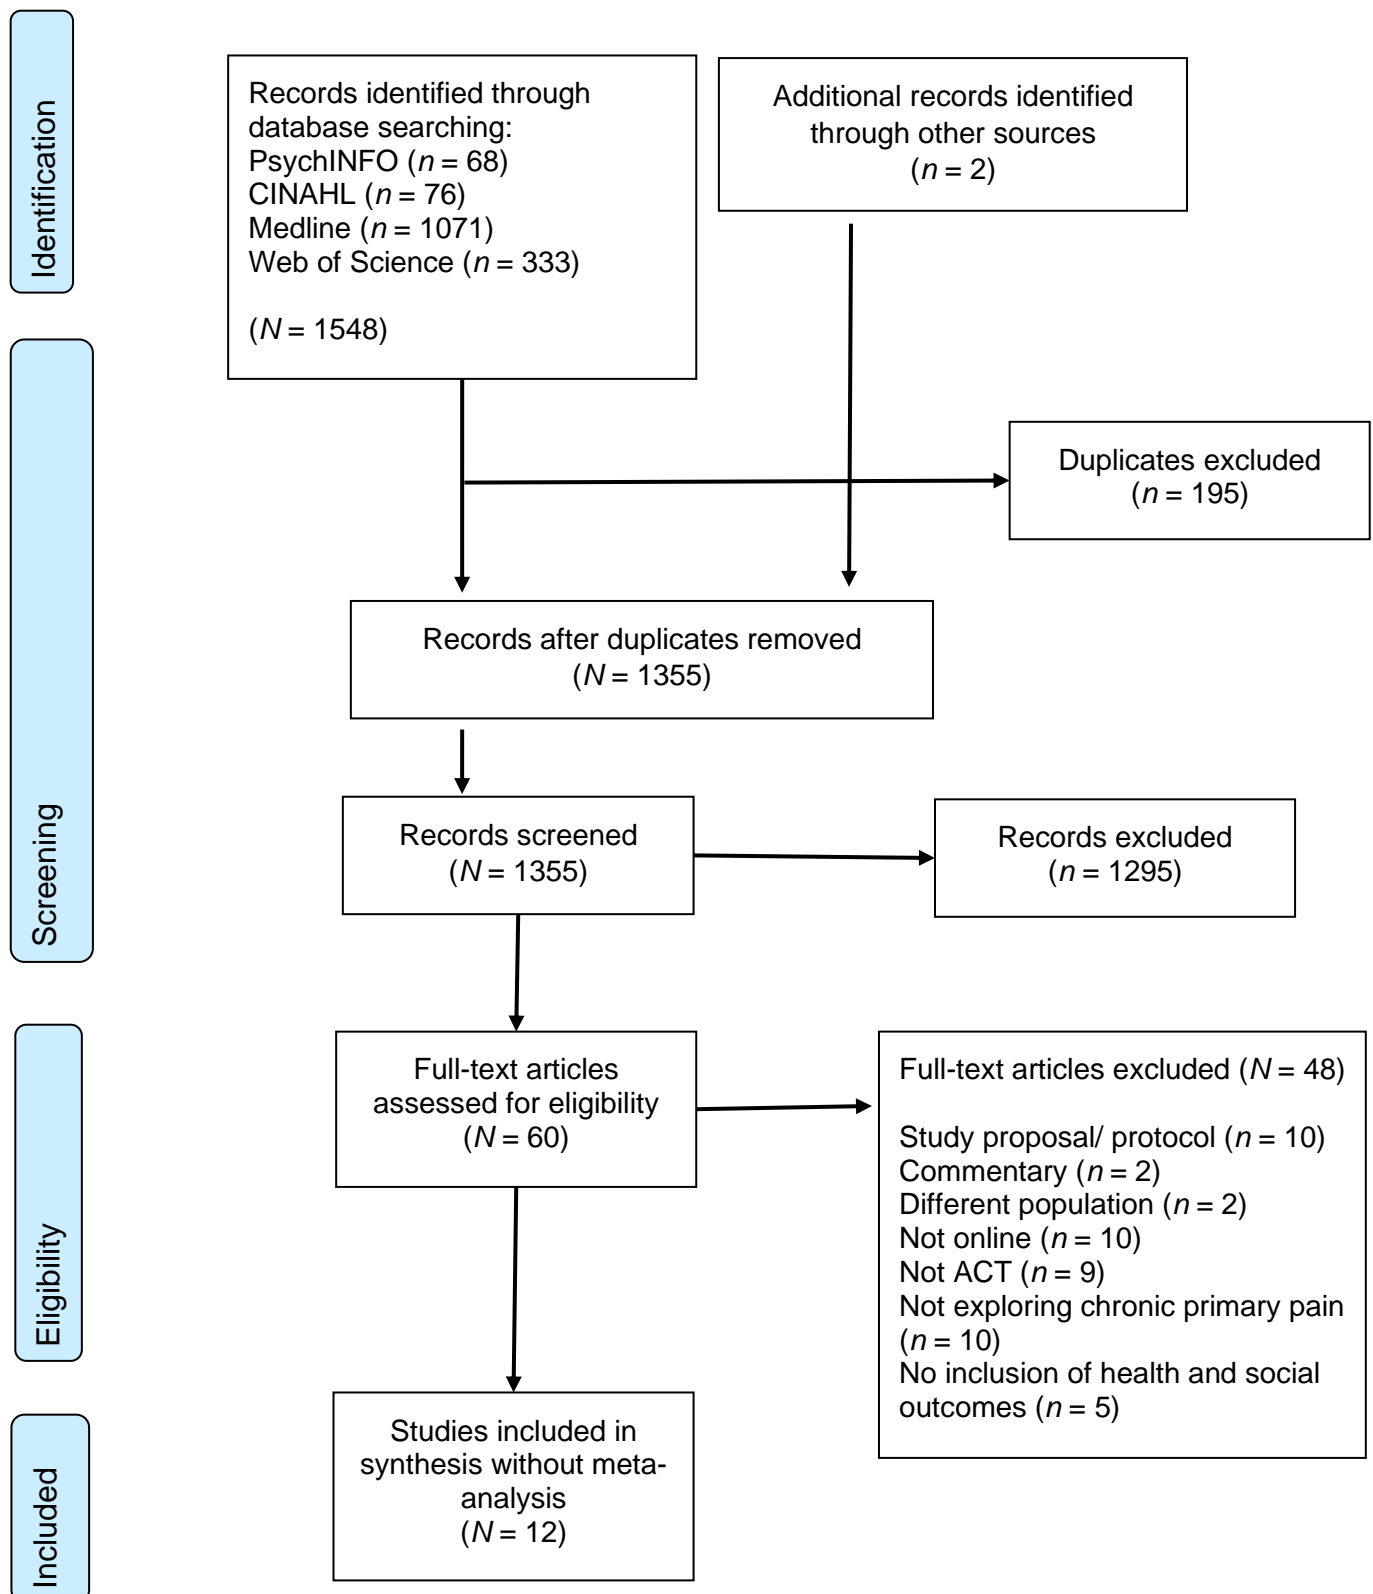 Identification
Records identified through
database searching:
PsychINFO (n = 68)
CINAHL (n = 76)
Medline (n = 1071)
Web of Science (n = 333)
(N = 1548)
Additional records identified
through other sources
(n = 2)
Duplicates excluded
(n = 195)
Screening
Records after duplicates removed
(N = 1355)
Records screened
(N = 1355)
Records excluded
(n = 1295)
Eligibility
Full-text articles
assessed for eligibility
(N = 60)
Full-text articles excluded (N = 48)
Study proposal/ protocol (n = 10)
Commentary (n = 2)
Different population (n = 2)
Not online (n = 10)
Not ACT (n = 9)
Not exploring chronic primary pain
(n = 10)
No inclusion of health and social
outcomes (n = 5)
Included
Studies included in
synthesis without meta-
analysis
(N = 12)